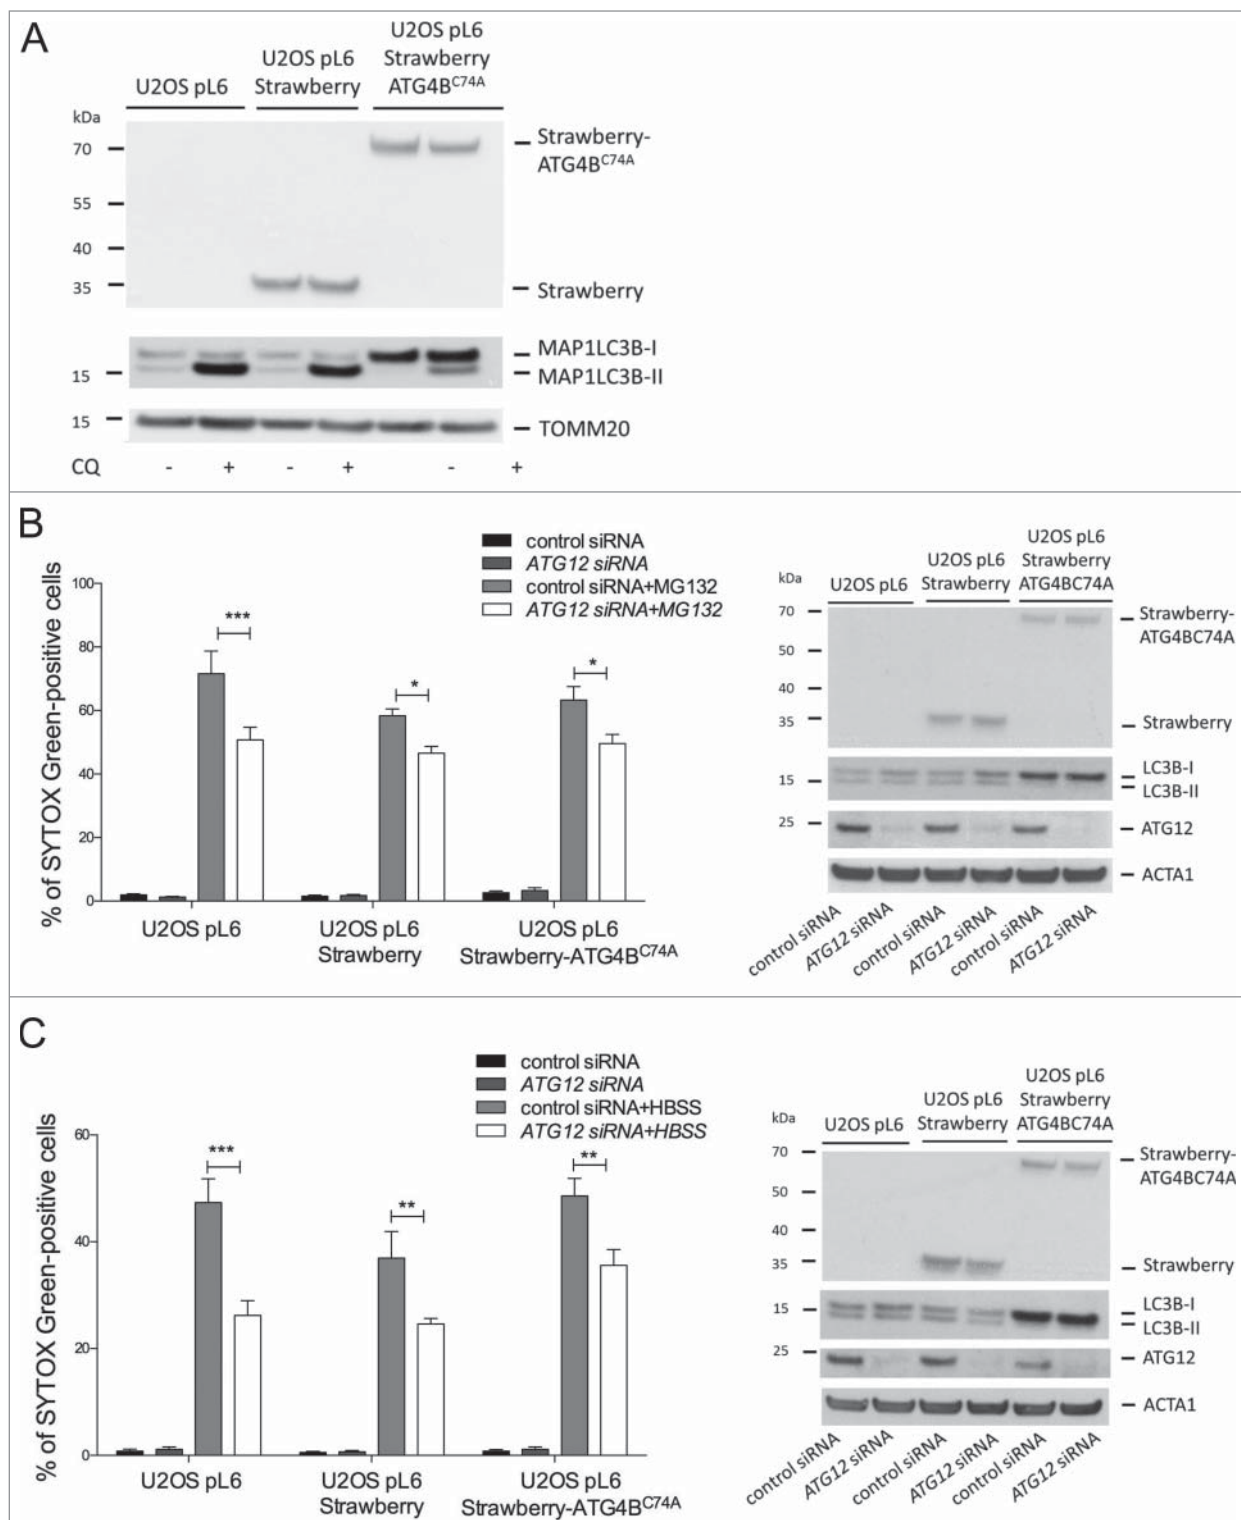 A
U2OS pL6
U2OS pL6
Strawberry
U2OS pL6
Strawberry
ATG4B^C74A
kDa
70
55
40
35
15
15
Strawberry-
ATG4B^C74A
Strawberry
MAP1LC3B-I
MAP1LC3B-II
TOMM20
CQ - + - + - +
B
control siRNA
ATG12 siRNA
control siRNA+MG132
ATG12 siRNA+MG132
% of SYTOX Green-positive cells
100
80
60
40
20
0
***
*
*
U2OS pL6
U2OS pL6
Strawberry
U2OS pL6
Strawberry-ATG4B^C74A
U2OS pL6
U2OS pL6
Strawberry
U2OS pL6
Strawberry
ATG4BC74A
kDa
70
50
40
35
15
25
Strawberry-
ATG4BC74A
Strawberry
LC3B-I
LC3B-II
ATG12
ACTA1
control siRNA
ATG12 siRNA
control siRNA
ATG12 siRNA
control siRNA
ATG12 siRNA
C
control siRNA
ATG12 siRNA
control siRNA+HBSS
ATG12 siRNA+HBSS
% of SYTOX Green-positive cells
60
40
20
0
***
**
**
U2OS pL6
U2OS pL6
Strawberry
U2OS pL6
Strawberry-ATG4B^C74A
U2OS pL6
U2OS pL6
Strawberry
U2OS pL6
Strawberry
ATG4BC74A
kDa
70
50
40
35
15
25
Strawberry-
ATG4BC74A
Strawberry
LC3B-I
LC3B-II
ATG12
ACTA1
control siRNA
ATG12 siRNA
control siRNA
ATG12 siRNA
control siRNA
ATG12 siRNA